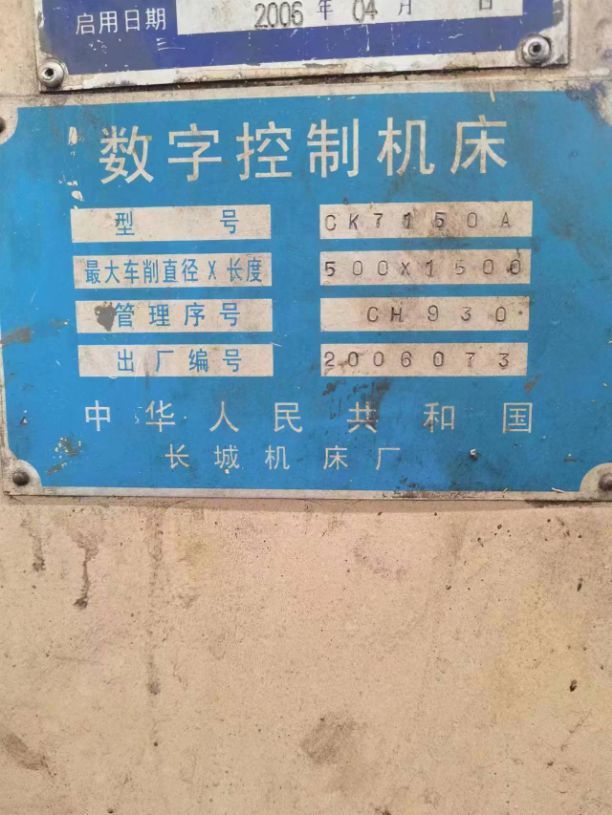 启用日期 2006 年 04 月 日
数字控制机床
型 号 CK7150A
最大车削直径 X 长度 500X1500
管理序号 CH930
出厂编号 2006073
中华人民共和国
长城机床厂